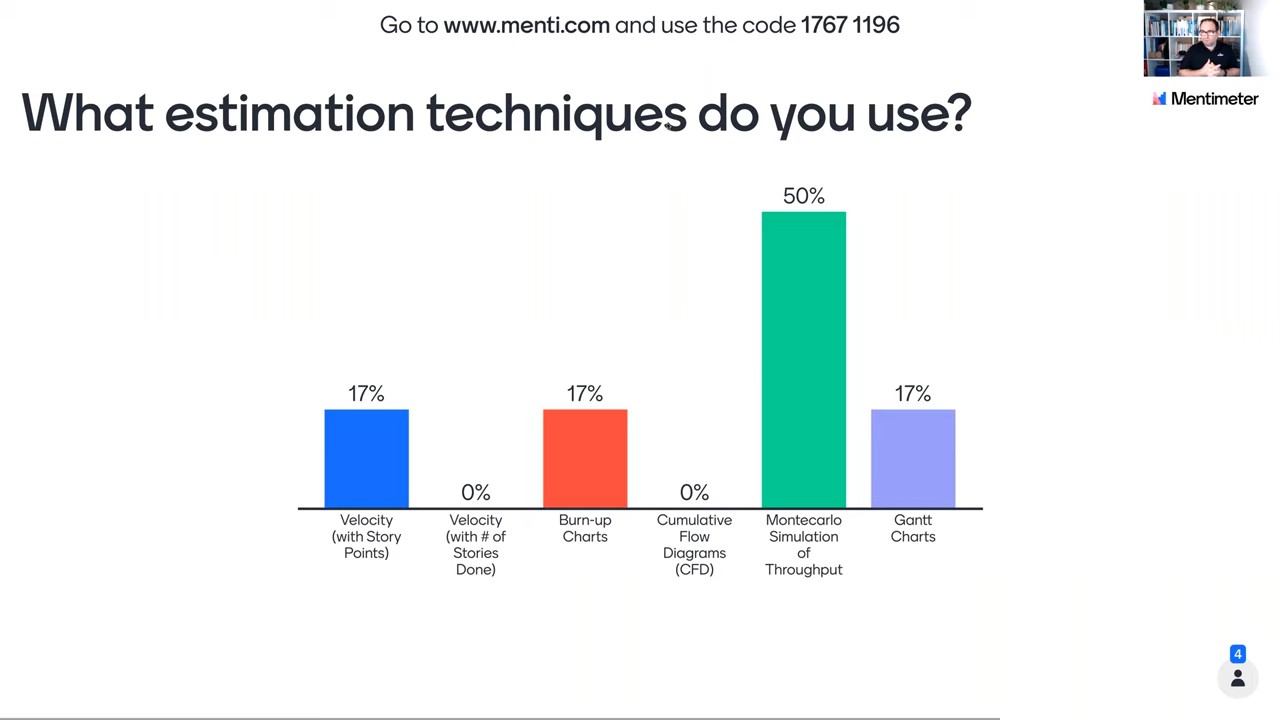 Go to www.menti.com and use the code 1767 1196
Mentimeter
What estimation techniques do you use?
50%
17%
17%
17%
0%
0%
Velocity
(with Story
Points)
Velocity
(with # of
Stories
Done)
Burn-up
Charts
Cumulative
Flow
Diagrams
(CFD)
Montecarlo
Simulation
of
Throughput
Gantt
Charts
4